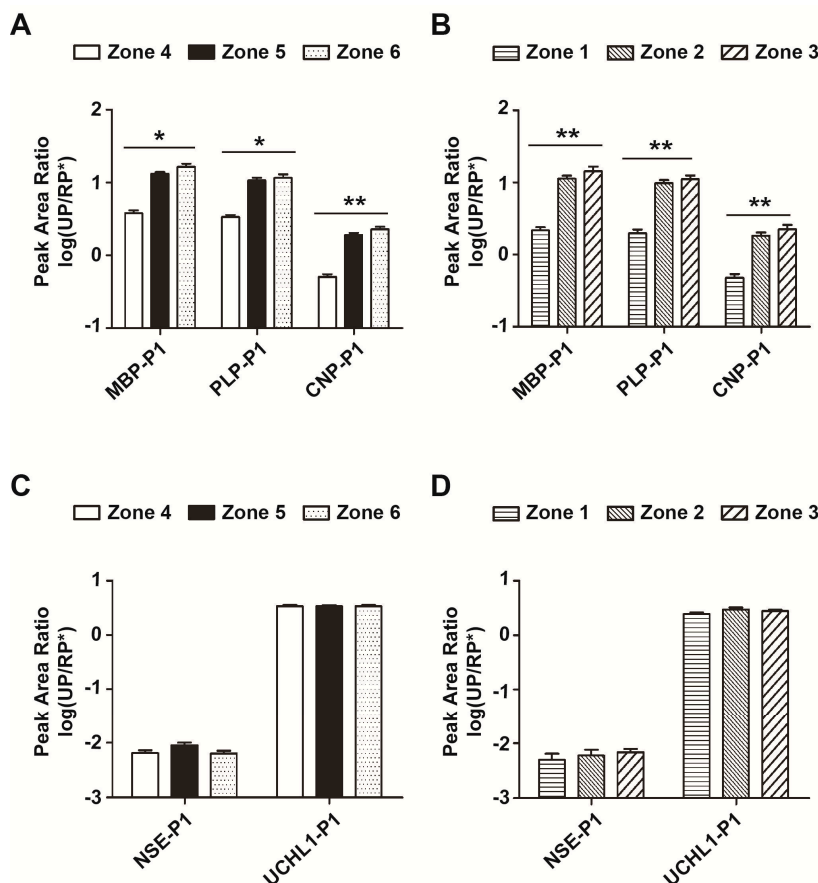 A
Zone 4 Zone 5 Zone 6
Peak Area Ratio
log(UP/RP*)
2
1
0
-1
* * **
MBP-P1 PLP-P1 CNP-P1
B
Zone 1 Zone 2 Zone 3
Peak Area Ratio
log(UP/RP*)
2
1
0
-1
** ** **
MBP-P1 PLP-P1 CNP-P1
C
Zone 4 Zone 5 Zone 6
Peak Area Ratio
log(UP/RP*)
1
0
-1
-2
-3
NSE-P1 UCHL1-P1
D
Zone 1 Zone 2 Zone 3
Peak Area Ratio
log(UP/RP*)
1
0
-1
-2
-3
NSE-P1 UCHL1-P1